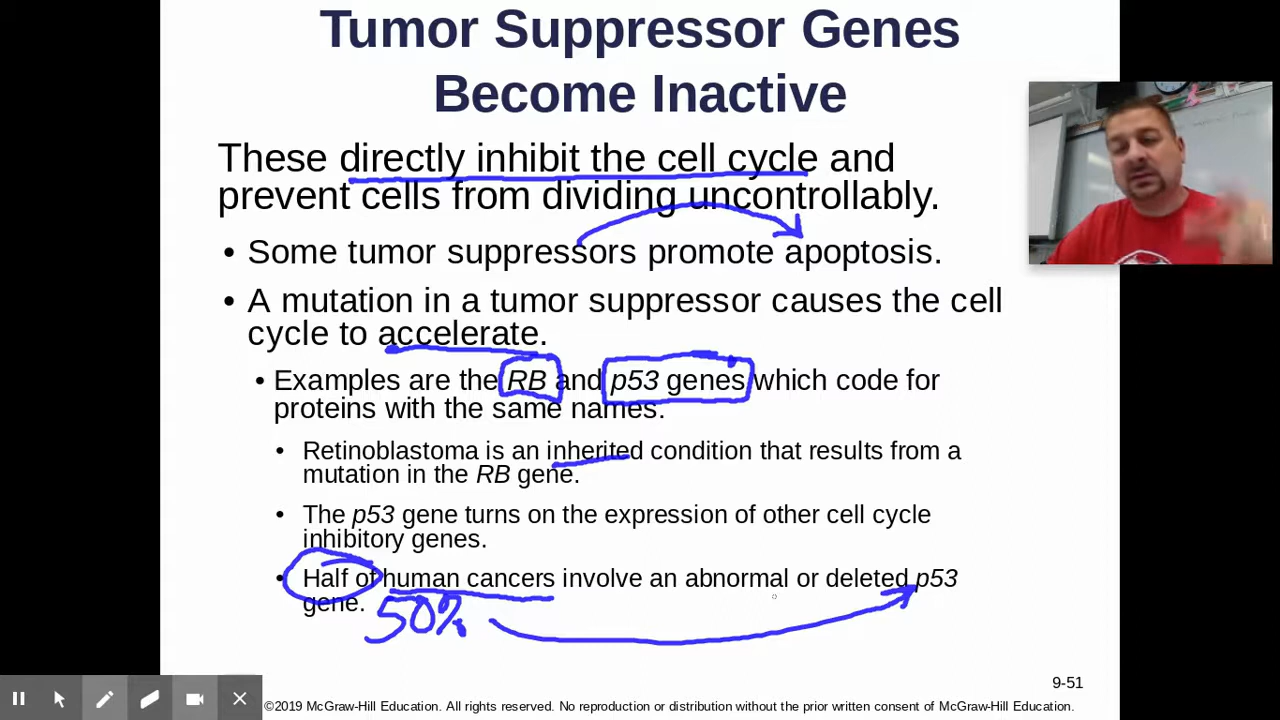 Tumor Suppressor Genes
Become Inactive
These directly inhibit the cell cycle and
prevent cells from dividing uncontrollably.
• Some tumor suppressors promote apoptosis.
• A mutation in a tumor suppressor causes the cell
cycle to accelerate.
• Examples are the RB and p53 genes which code for
proteins with the same names.
• Retinoblastoma is an inherited condition that results from a
mutation in the RB gene.
• The p53 gene turns on the expression of other cell cycle
inhibitory genes.
• Half of human cancers involve an abnormal or deleted p53
gene.
50%
9-51
©2019 McGraw-Hill Education. All rights reserved. No reproduction or distribution without the prior written consent of McGraw-Hill Education.